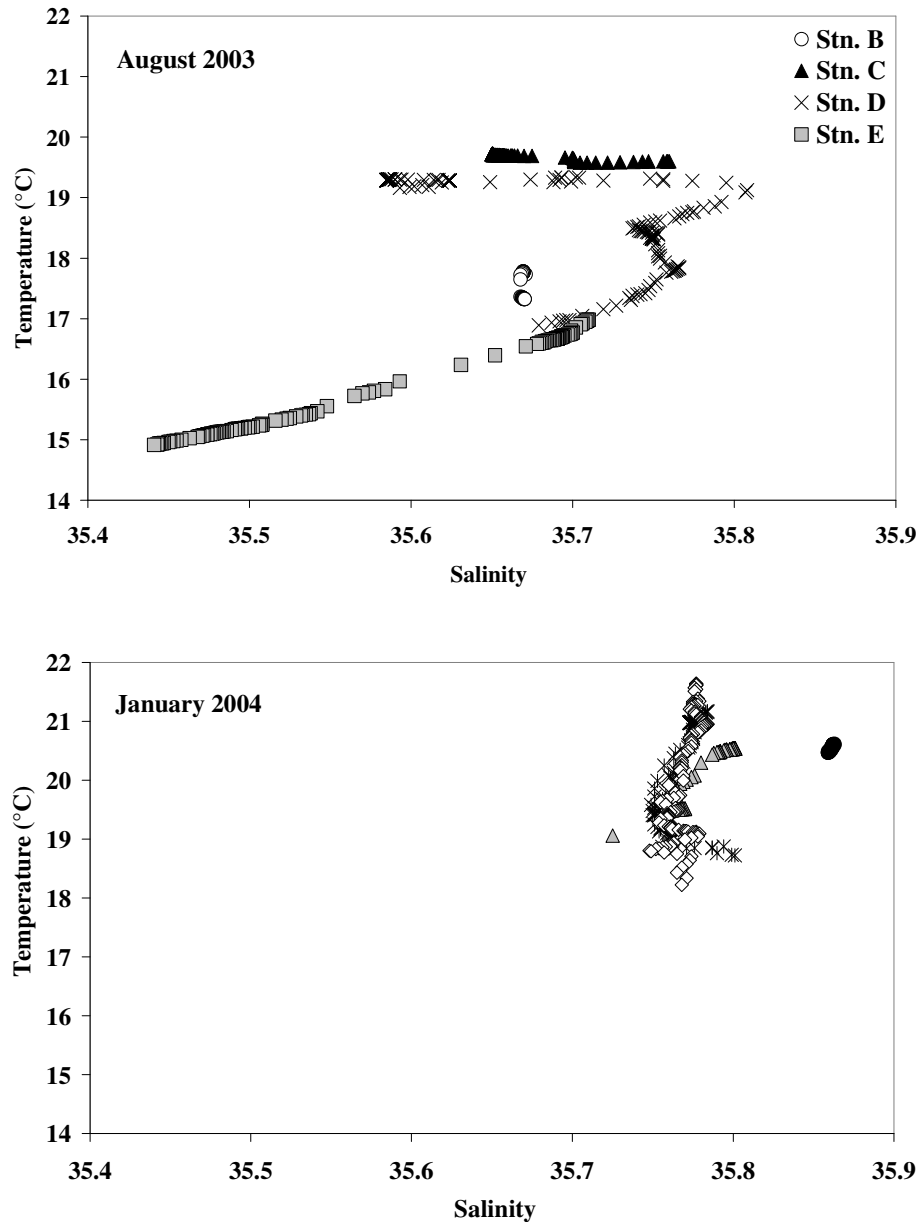 22
August 2003
Stn. B
21
Stn. C
Stn. D
20
Stn. E
19
18
17
16
15
14
35.4 35.5 35.6 35.7 35.8 35.9
Temperature (°C)
Salinity
22
January 2004
21
20
19
18
17
16
15
14
35.4 35.5 35.6 35.7 35.8 35.9
Temperature (°C)
Salinity